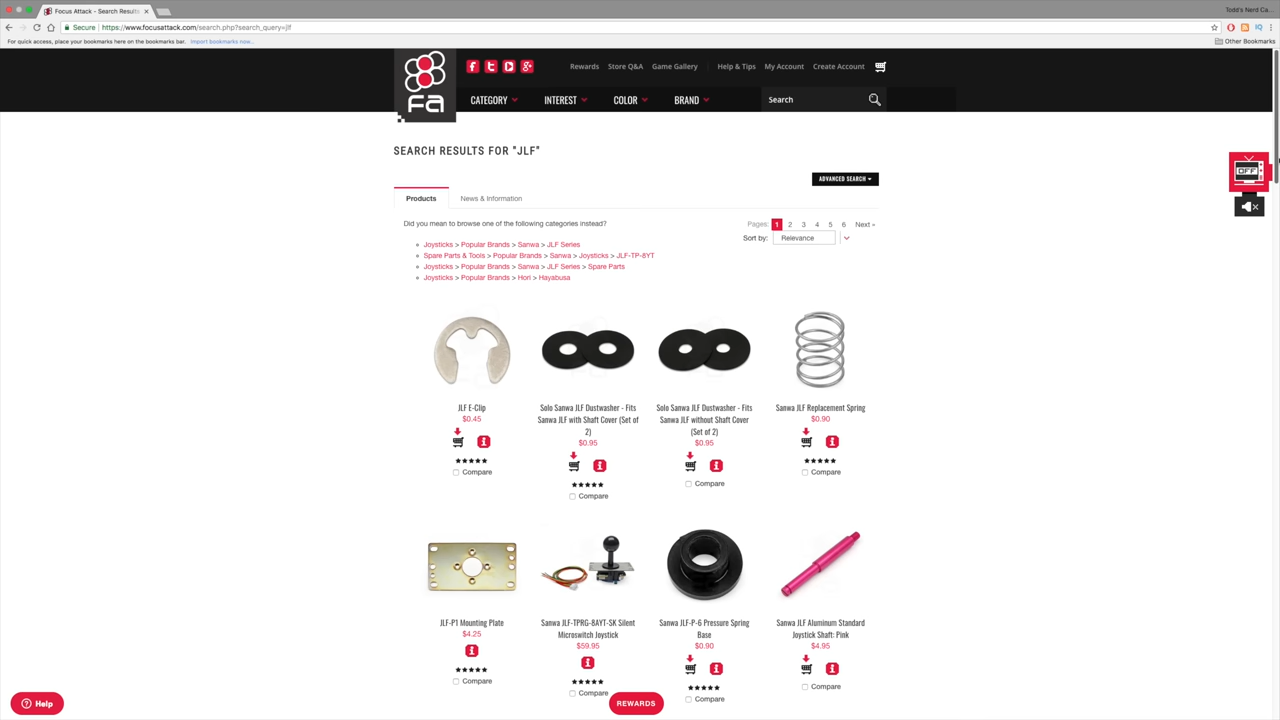 Focus Attack - Search Results
Todd's Nerd Ca...
Secure
https://www.focusattack.com/search.php?search_query=jlf
For quick access, place your bookmarks here on the bookmarks bar. Import bookmarks now...
Other Bookmarks
fa
Rewards Store Q&A Game Gallery Help & Tips My Account Create Account
CATEGORY INTEREST COLOR BRAND Search
SEARCH RESULTS FOR "JLF"
ADVANCED SEARCH
OFF
Products News & Information
Did you mean to browse one of the following categories instead?
Pages: 1 2 3 4 5 6 Next »
Sort by: Relevance
Joysticks > Popular Brands > Sanwa > JLF Series
Spare Parts & Tools > Popular Brands > Sanwa > Joysticks > JLF-TP-8YT
Joysticks > Popular Brands > Sanwa > JLF Series > Spare Parts
Joysticks > Popular Brands > Hori > Hayabusa
JLF E-Clip
$0.45
Compare
Solo Sanwa JLF Dustwasher - Fits
Sanwa JLF with Shaft Cover (Set of
2)
$0.95
Compare
Solo Sanwa JLF Dustwasher - Fits
Sanwa JLF without Shaft Cover
(Set of 2)
$0.95
Compare
Sanwa JLF Replacement Spring
$0.90
Compare
JLF-P1 Mounting Plate
$4.25
Compare
Sanwa JLF-TPRG-8AYT-SK Silent
Microswitch Joystick
$59.95
Compare
Sanwa JLF-P-6 Pressure Spring
Base
$0.90
Compare
Sanwa JLF Aluminum Standard
Joystick Shaft: Pink
$4.95
Compare
Help
REWARDS